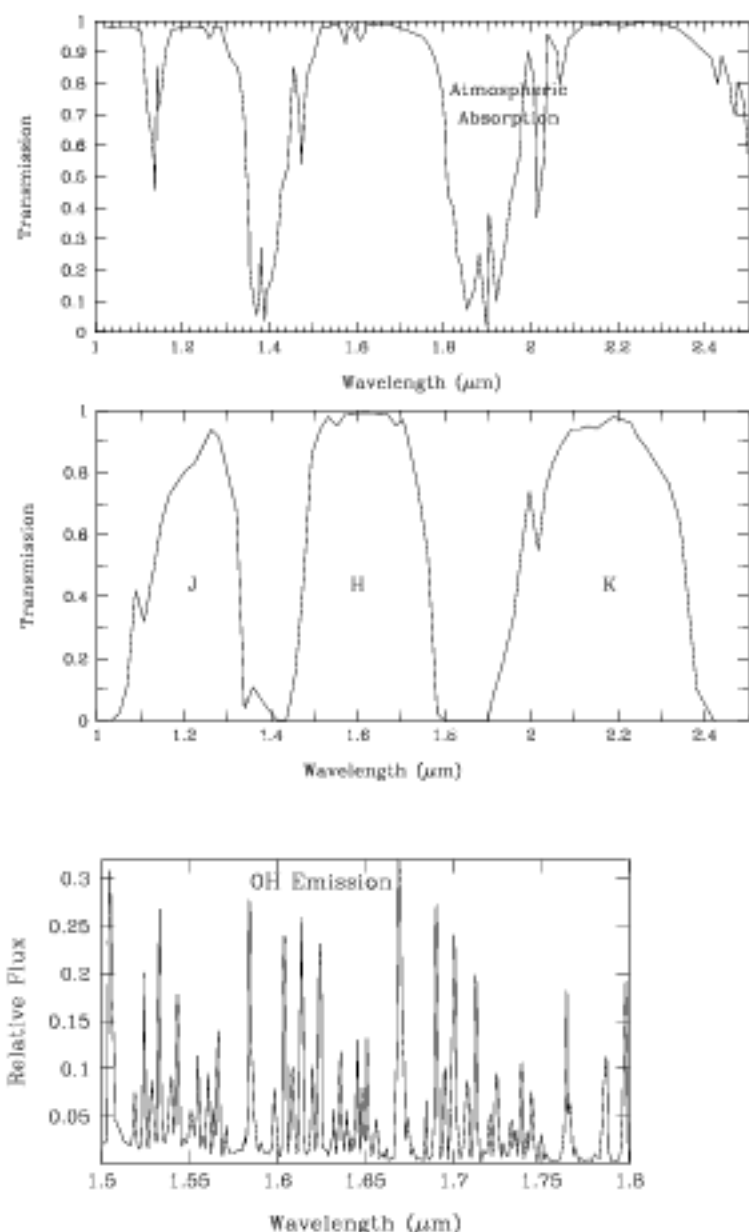 1
0.9
0.8
0.7
0.6
0.5
0.4
0.3
0.2
0.1
0
Transmission
Atmospheric
Absorption
1 1.2 1.4 1.6 1.8 2 2.2 2.4
Wavelength (μm)
1
0.8
0.6
0.4
0.2
0
Transmission
J H K
1 1.2 1.4 1.6 1.8 2 2.2 2.4
Wavelength (μm)
0.3
0.25
0.2
0.15
0.1
0.05
Relative Flux
OH Emission
1.5 1.55 1.6 1.65 1.7 1.75 1.8
Wavelength (μm)